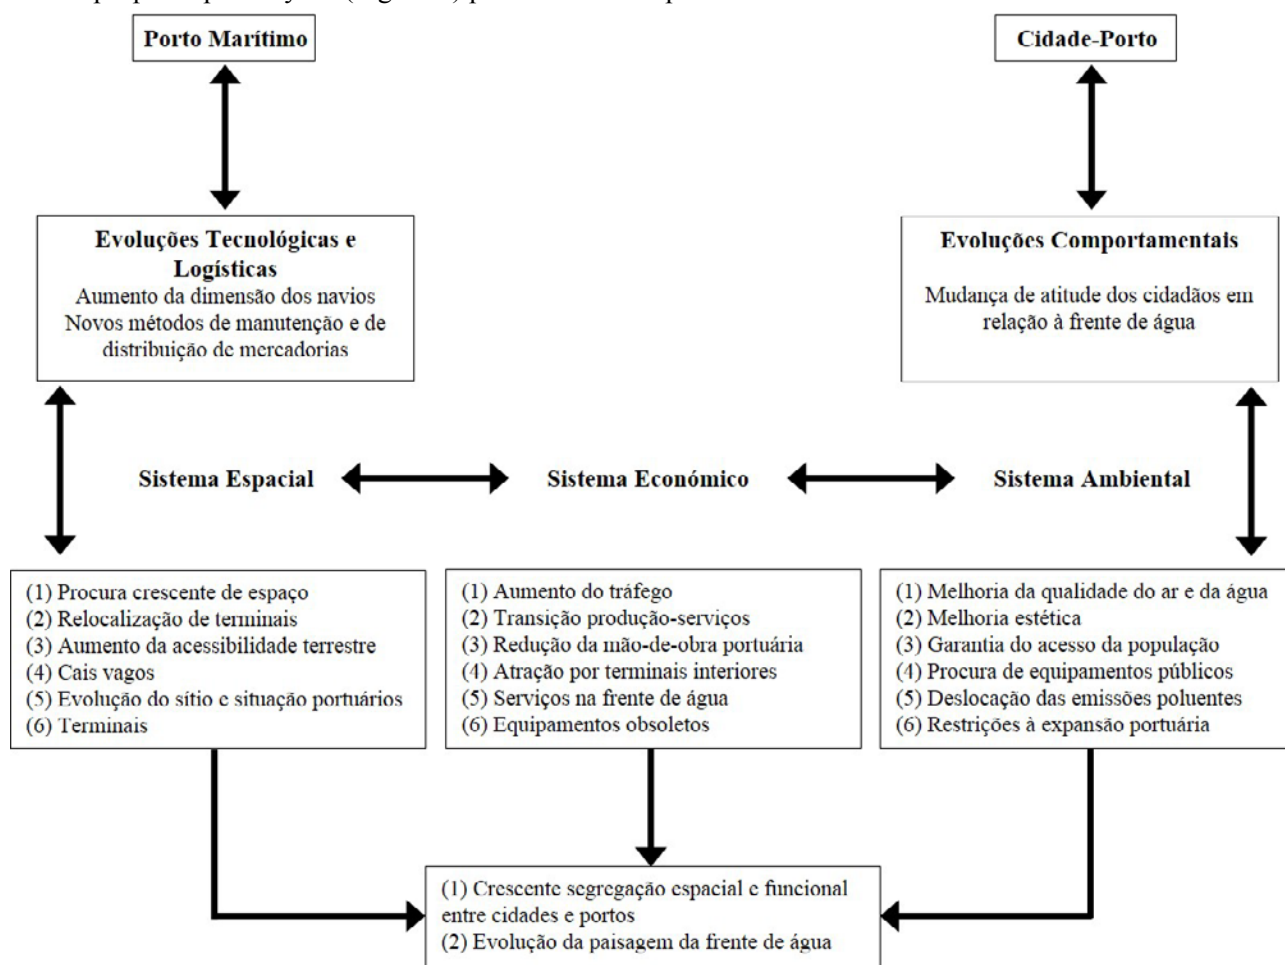 Porto Marítimo
Cidade-Porto
Evoluções Tecnológicas e
Logísticas
Aumento da dimensão dos navios
Novos métodos de manutenção e de
distribuição de mercadorias
Evoluções Comportamentais
Mudança de atitude dos cidadãos em
relação à frente de água
Sistema Espacial
Sistema Económico
Sistema Ambiental
(1) Procura crescente de espaço
(2) Relocalização de terminais
(3) Aumento da acessibilidade terrestre
(4) Cais vagos
(5) Evolução do sítio e situação portuários
(6) Terminais
(1) Aumento do tráfego
(2) Transição produção-serviços
(3) Redução da mão-de-obra portuária
(4) Atração por terminais interiores
(5) Serviços na frente de água
(6) Equipamentos obsoletos
(1) Melhoria da qualidade do ar e da água
(2) Melhoria estética
(3) Garantia do acesso da população
(4) Procura de equipamentos públicos
(5) Deslocação das emissões poluentes
(6) Restrições à expansão portuária
(1) Crescente segregação espacial e funcional
entre cidades e portos
(2) Evolução da paisagem da frente de água